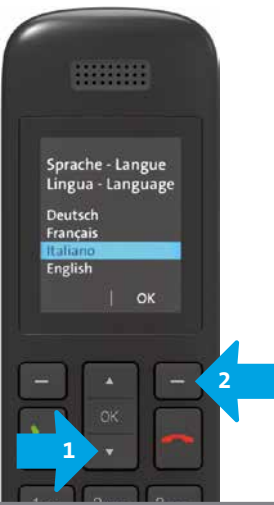 Sprache - Langue
Lingua - Language
Deutsch
Français
Italiano
English
OK
2
OK
1